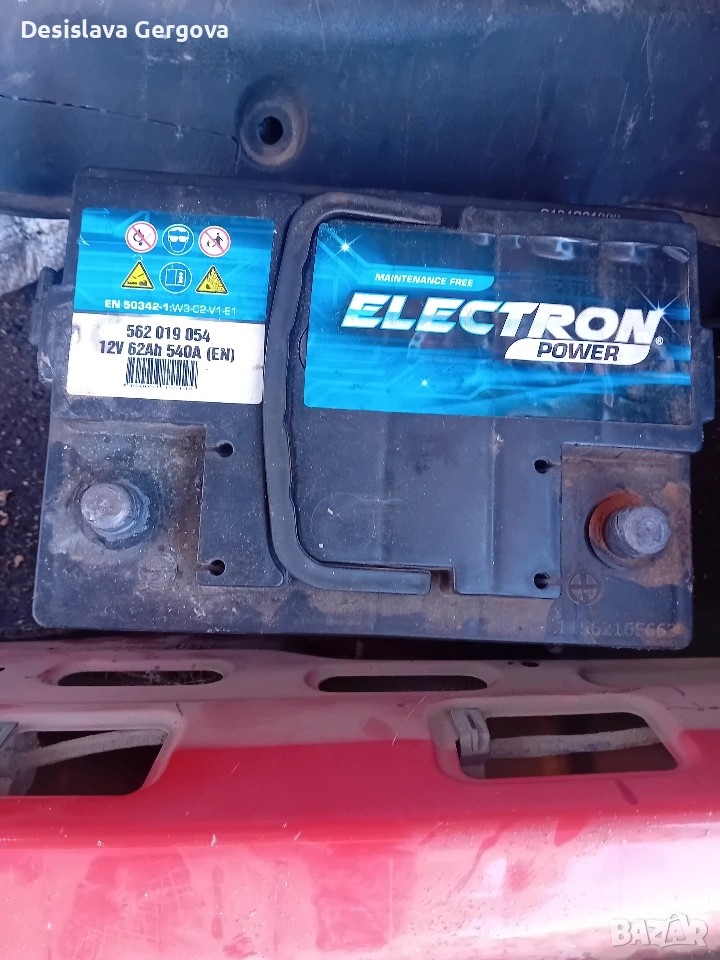 Desislava Gergova
EN 50342-1:W3-C2-V1-E1
562 019 054
12V 62Ah 540A (EN)
MAINTENANCE FREE
ELECTRON®
POWER
BAZAR